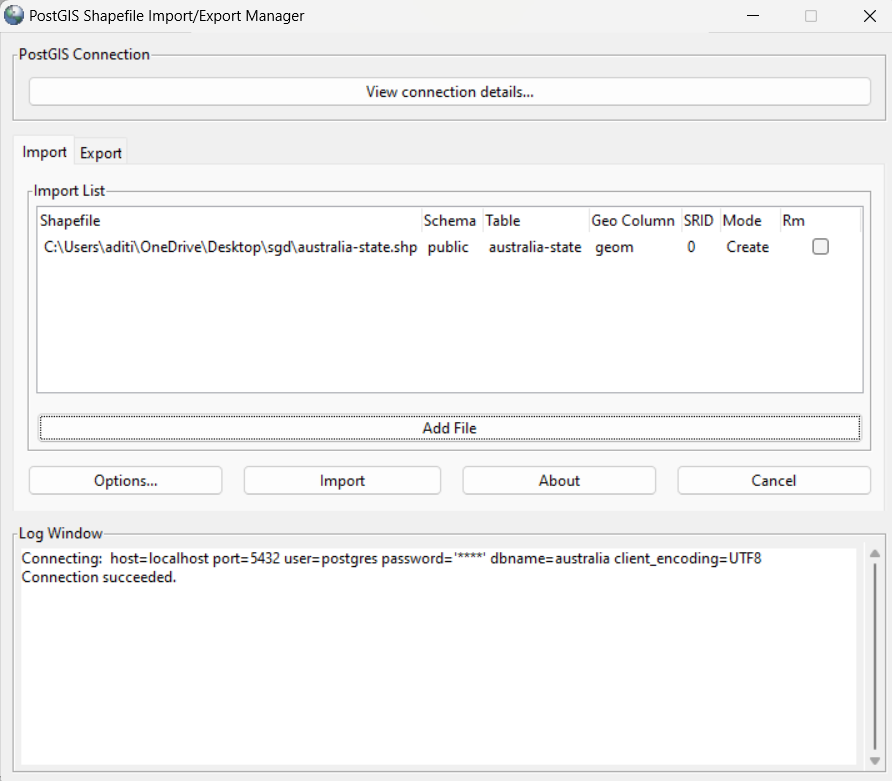 PostGIS Shapefile Import/Export Manager
PostGIS Connection
View connection details...
Import Export
Import List
Shapefile Schema Table Geo Column SRID Mode Rm
C:\Users\aditi\OneDrive\Desktop\sgd\australia-state.shp public australia-state geom 0 Create
Add File
Options... Import About Cancel
Log Window
Connecting: host=localhost port=5432 user=postgres password='****' dbname=australia client_encoding=UTF8
Connection succeeded.